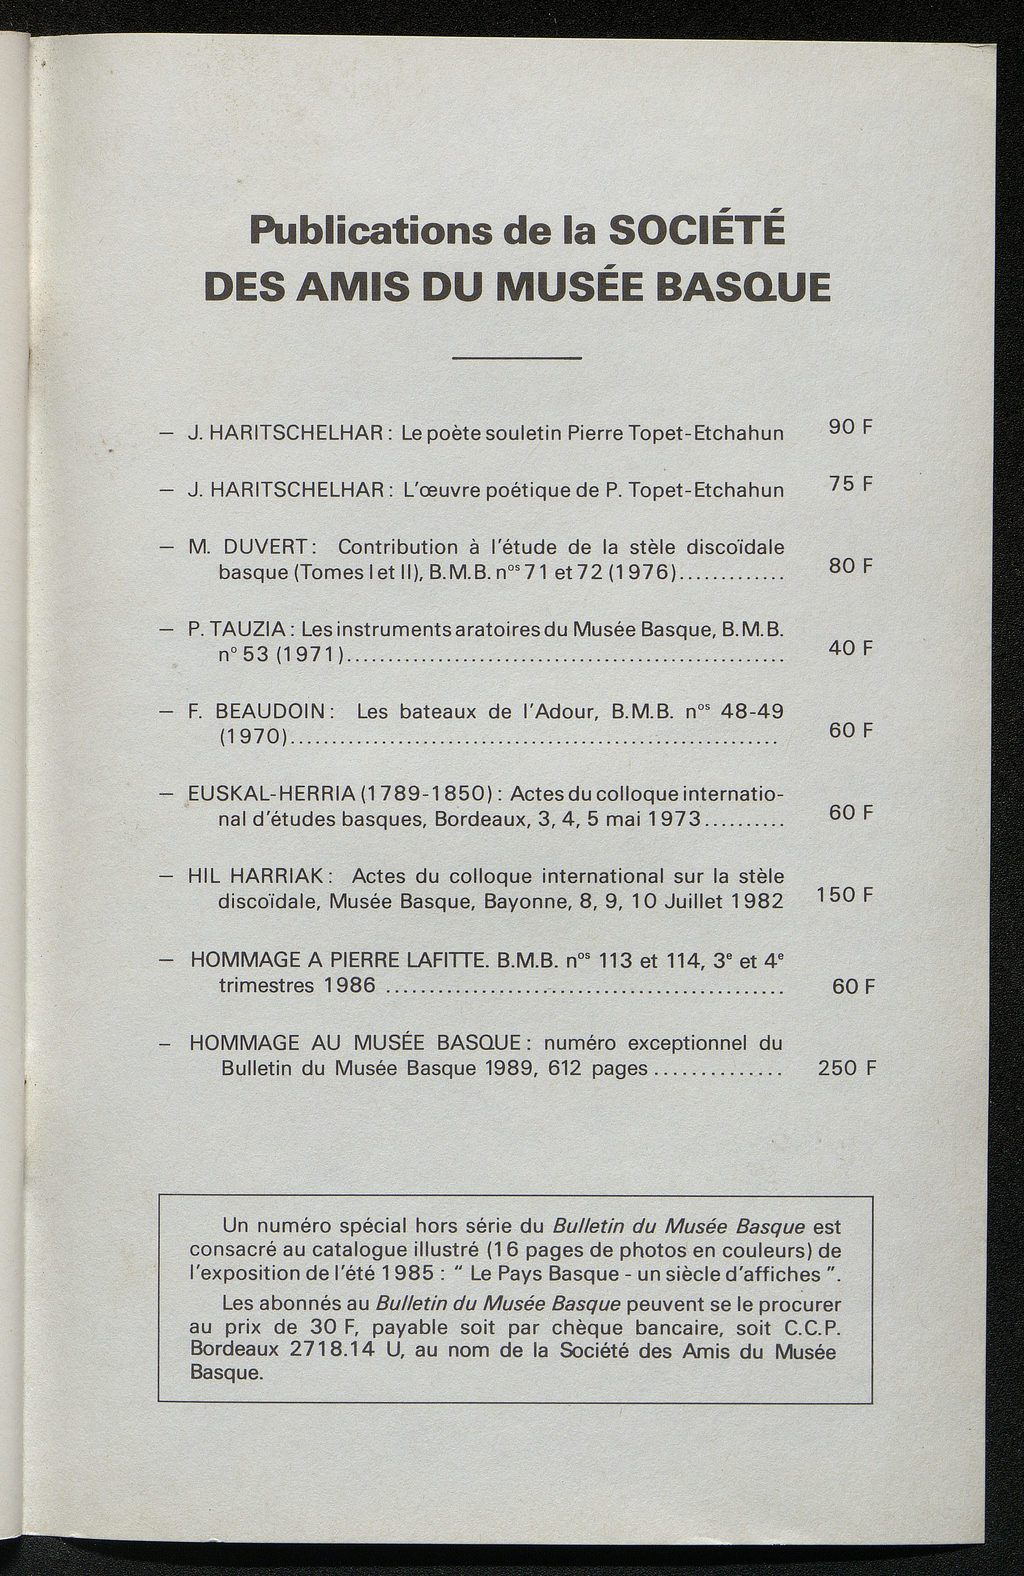 Publications de la SOCIÉTÉ
DES AMIS DU MUSÉE BASQUE
– J. HARITSCHELHAR : Le poète souletin Pierre Topet-Etchahun 90 F
– J. HARITSCHELHAR : L'œuvre poétique de P. Topet-Etchahun 75 F
– M. DUVERT : Contribution à l'étude de la stèle discoïdale
basque (Tomes I et II), B.M.B. nos 71 et 72 (1976)............. 80 F
– P. TAUZIA : Les instruments aratoires du Musée Basque, B.M.B.
n° 53 (1971)..................................................... 40 F
– F. BEAUDOIN : Les bateaux de l'Adour, B.M.B. nos 48-49
(1970).......................................................... 60 F
– EUSKAL-HERRIA (1789-1850) : Actes du colloque internatio-
nal d'études basques, Bordeaux, 3, 4, 5 mai 1973.......... 60 F
– HIL HARRIAK : Actes du colloque international sur la stèle
discoïdale, Musée Basque, Bayonne, 8, 9, 10 Juillet 1982 150 F
– HOMMAGE A PIERRE LAFITTE. B.M.B. nos 113 et 114, 3e et 4e
trimestres 1986 .............................................. 60 F
– HOMMAGE AU MUSÉE BASQUE : numéro exceptionnel du
Bulletin du Musée Basque 1989, 612 pages .............. 250 F
Un numéro spécial hors série du Bulletin du Musée Basque est
consacré au catalogue illustré (16 pages de photos en couleurs) de
l'exposition de l'été 1985 : " Le Pays Basque - un siècle d'affiches ".
Les abonnés au Bulletin du Musée Basque peuvent se le procurer
au prix de 30 F, payable soit par chèque bancaire, soit C.C.P.
Bordeaux 2718.14 U, au nom de la Société des Amis du Musée
Basque.